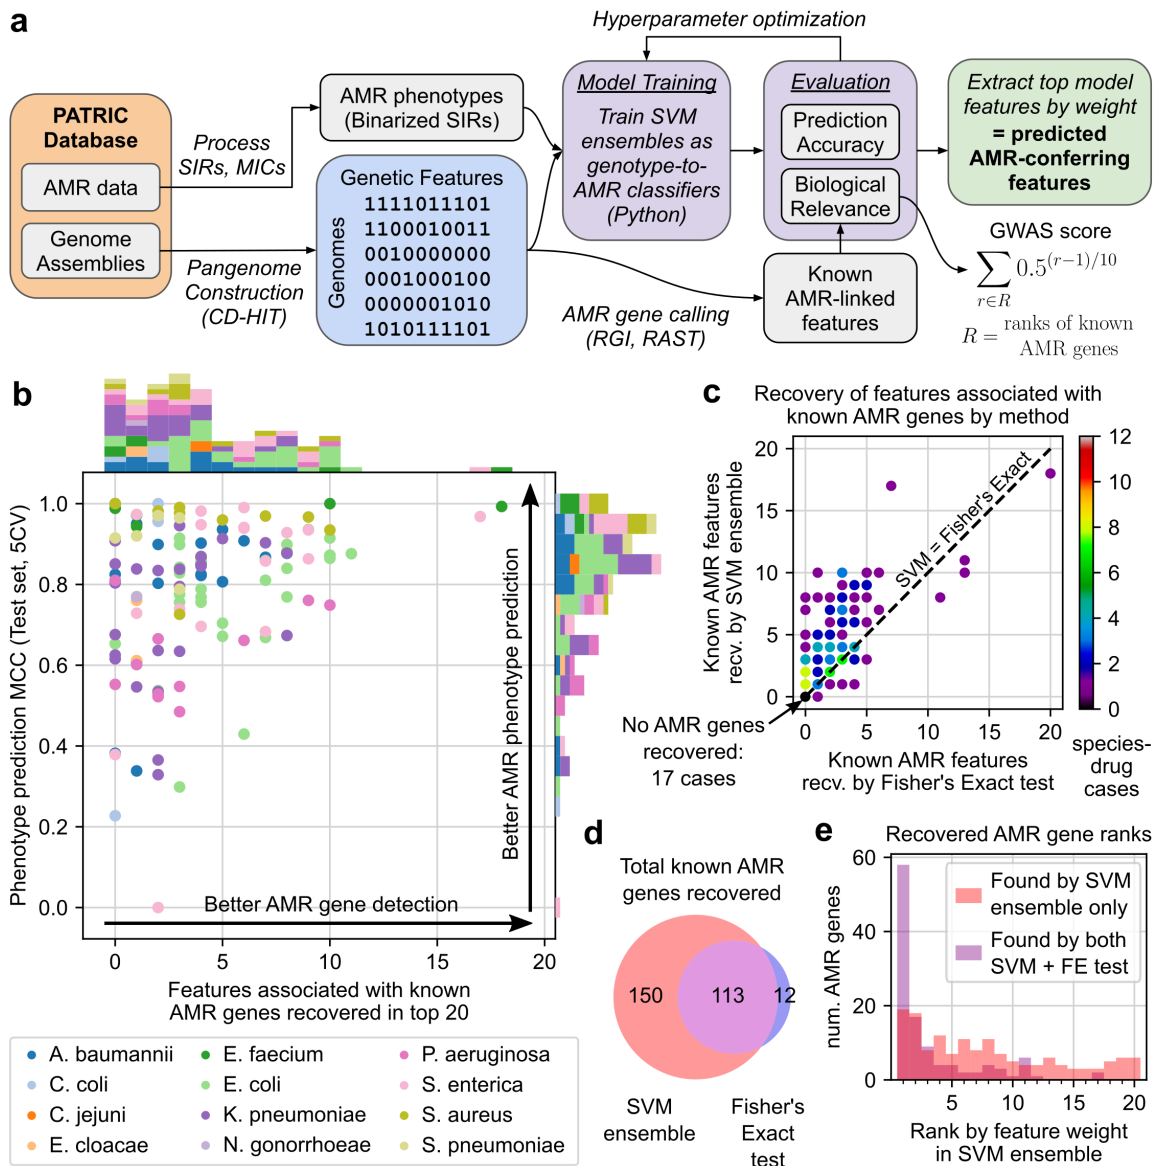 a
Hyperparameter optimization
PATRIC
Database
AMR data
Genome
Assemblies
Process
SIRs, MICs
Pangenome
Construction
(CD-HIT)
AMR phenotypes
(Binarized SIRs)
Genetic Features
Genomes
1111011101
1100010011
0010000000
0001000100
0000001010
1010111101
Model Training
Train SVM
ensembles as
genotype-to-
AMR classifiers
(Python)
AMR gene calling
(RGI, RAST)
Evaluation
Prediction
Accuracy
Biological
Relevance
Known
AMR-linked
features
Extract top model
features by weight
= predicted
AMR-conferring
features
GWAS score
∑ 0.5^(r−1)/10
r∈R
R = ranks of known
AMR genes
b
Phenotype prediction MCC (Test set, 5CV)
1.0
0.8
0.6
0.4
0.2
0.0
Better AMR phenotype prediction
Better AMR gene detection
0 5 10 15 20
Features associated with known
AMR genes recovered in top 20
A. baumannii
C. coli
C. jejuni
E. cloacae
E. faecium
E. coli
K. pneumoniae
N. gonorrhoeae
P. aeruginosa
S. enterica
S. aureus
S. pneumoniae
c
Recovery of features associated with
known AMR genes by method
Known AMR features
recv. by SVM ensemble
20
15
10
5
0
SVM = Fisher's Exact
0 5 10 15 20
Known AMR features
recv. by Fisher's Exact test
No AMR genes
recovered:
17 cases
12
10
8
6
4
2
0
species-
drug
cases
d
Total known AMR
genes recovered
150 113 12
SVM
ensemble
Fisher's
Exact
test
e
Recovered AMR gene ranks
num. AMR genes
60
40
20
0
Found by SVM
ensemble only
Found by both
SVM + FE test
5 10 15 20
Rank by feature weight
in SVM ensemble